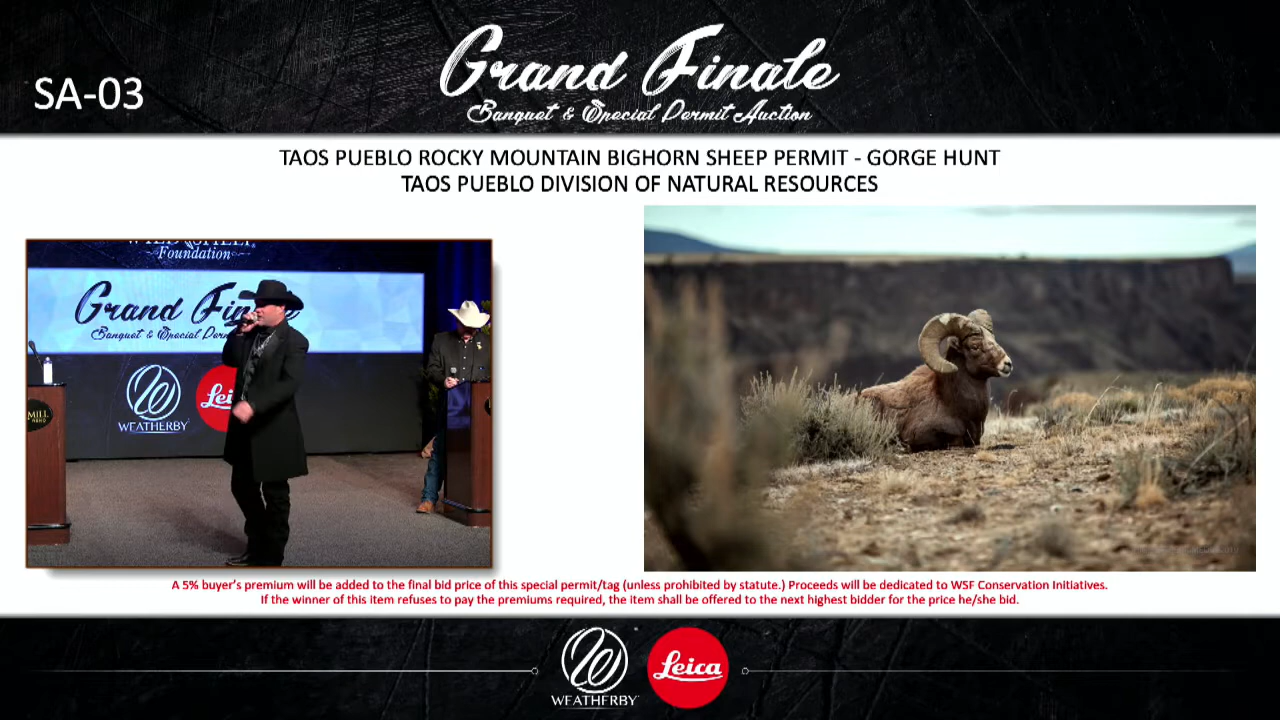 SA-03
Grand Finale
Banquet & Special Permit Auction
TAOS PUEBLO ROCKY MOUNTAIN BIGHORN SHEEP PERMIT - GORGE HUNT
TAOS PUEBLO DIVISION OF NATURAL RESOURCES
Foundation
Grand Fin
Banquet & Special Perm
MILL
WEATHERBY
Lei
A 5% buyer's premium will be added to the final bid price of this special permit/tag (unless prohibited by statute.) Proceeds will be dedicated to WSF Conservation Initiatives.
If the winner of this item refuses to pay the premiums required, the item shall be offered to the next highest bidder for the price he/she bid.
WEATHERBY
Leica